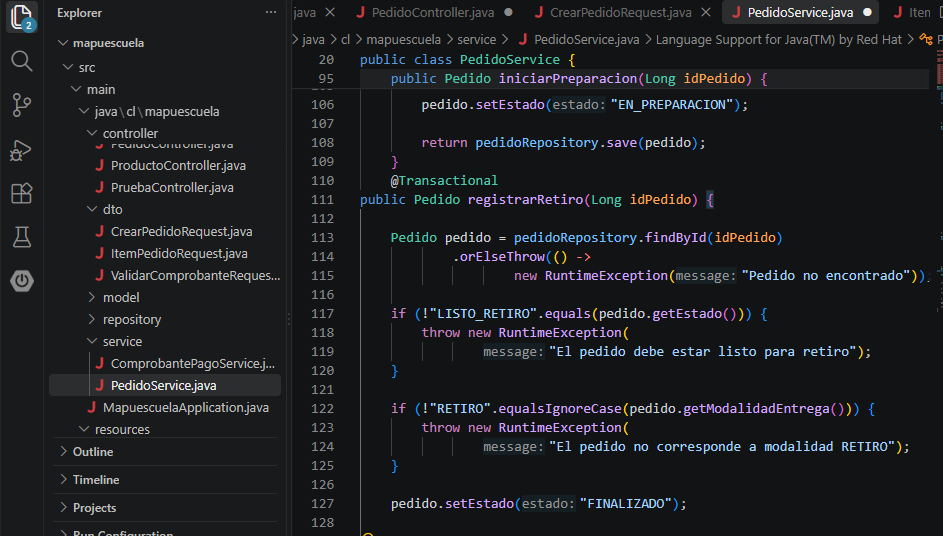 Explorer
2
mapuescuela
src
main
java\cl\mapuescuela
controller
PedidoController.java
ProductoController.java
PruebaController.java
dto
CrearPedidoRequest.java
ItemPedidoRequest.java
ValidarComprobanteReques...
model
repository
service
ComprobantePagoService.j...
PedidoService.java
MapuescuelaApplication.java
resources
Outline
Timeline
Projects
Run Configuration
java PedidoController.java CrearPedidoRequest.java PedidoService.java Iten
java > cl > mapuescuela > service > PedidoService.java > Language Support for Java(TM) by Red Hat >
20 public class PedidoService {
95 public Pedido iniciarPreparacion(Long idPedido) {
106 pedido.setEstado(estado: "EN_PREPARACION");
107
108 return pedidoRepository.save(pedido);
109 }
110 @Transactional
111 public Pedido registrarRetiro(Long idPedido) {
112
113 Pedido pedido = pedidoRepository.findById(idPedido)
114 .orElseThrow(() ->
115 new RuntimeException(message: "Pedido no encontrado"));
116
117 if (!"LISTO_RETIRO".equals(pedido.getEstado())) {
118 throw new RuntimeException(
119 message: "El pedido debe estar listo para retiro");
120 }
121
122 if (!"RETIRO".equalsIgnoreCase(pedido.getModalidadEntrega())) {
123 throw new RuntimeException(
124 message: "El pedido no corresponde a modalidad RETIRO");
125 }
126
127 pedido.setEstado(estado: "FINALIZADO");
128